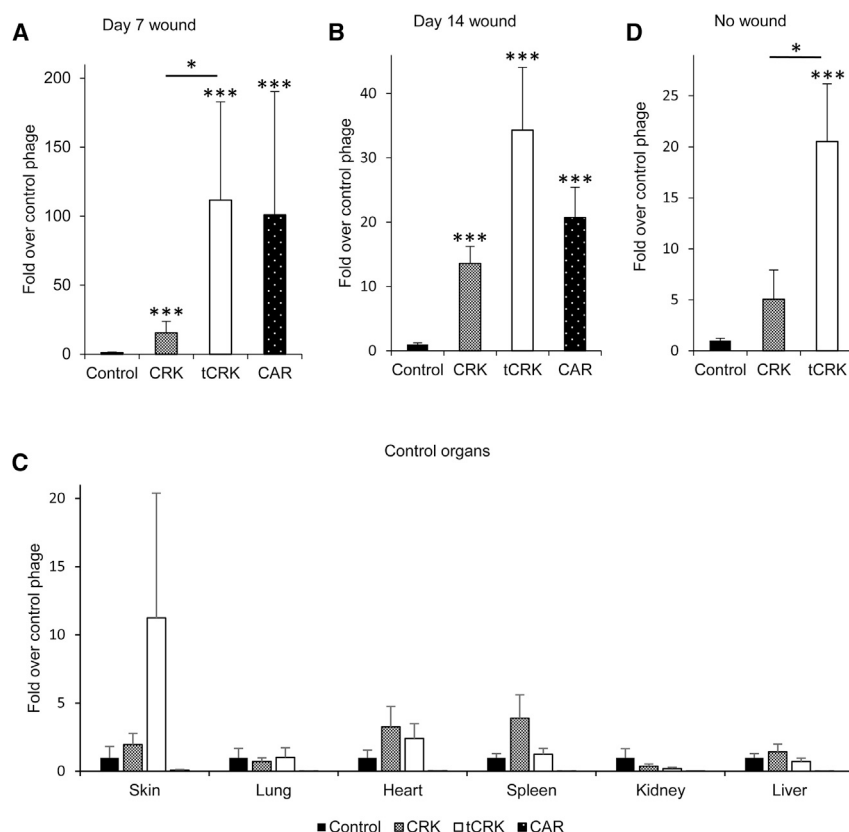 A
Day 7 wound
Fold over control phage
200
150
100
50
0
*
***
***
***
Control CRK tCRK CAR
B
Day 14 wound
Fold over control phage
40
30
20
10
0
***
***
***
Control CRK tCRK CAR
D
No wound
Fold over control phage
25
20
15
10
5
0
*
***
Control CRK tCRK
C
Control organs
Fold over control phage
20
15
10
5
0
Skin Lung Heart Spleen Kidney Liver
Control CRK tCRK CAR